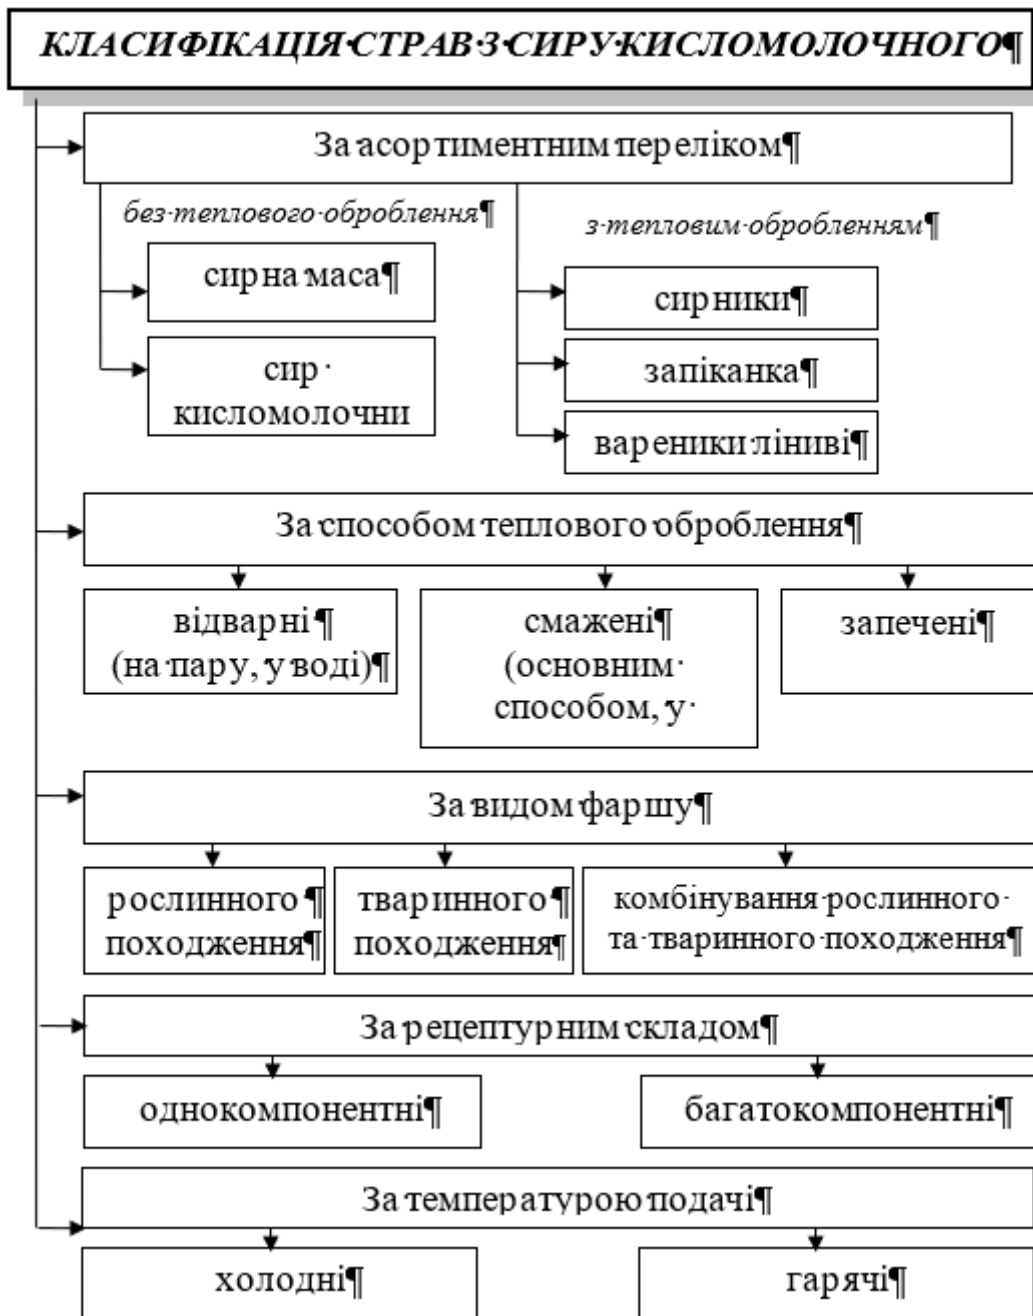 КЛАСИФІКАЦІЯ·СТРАВ·З·СИРУ·КИСЛОМОЛОЧНОГО¶
За·асортиментним·переліком¶
без·теплового·оброблення¶
з·тепловим·обробленням¶
сирна·маса¶
сирники¶
сир·
кисломолочни
запіканка¶
вареники·ліниві¶
За·способом·теплового·оброблення¶
відварні·¶
(на·пару,·у·воді)¶
смажені¶
(основним·
способом,·у·
запечені¶
За·видом·фаршу¶
рослинного·¶
походження¶
тваринного¶
походження¶
комбінування·рослинного·
та·тваринного·походження¶
За·рецептурним·складом¶
однокомпонентні¶
багатокомпонентні¶
За·температурою·подачі¶
холодні¶
гарячі¶